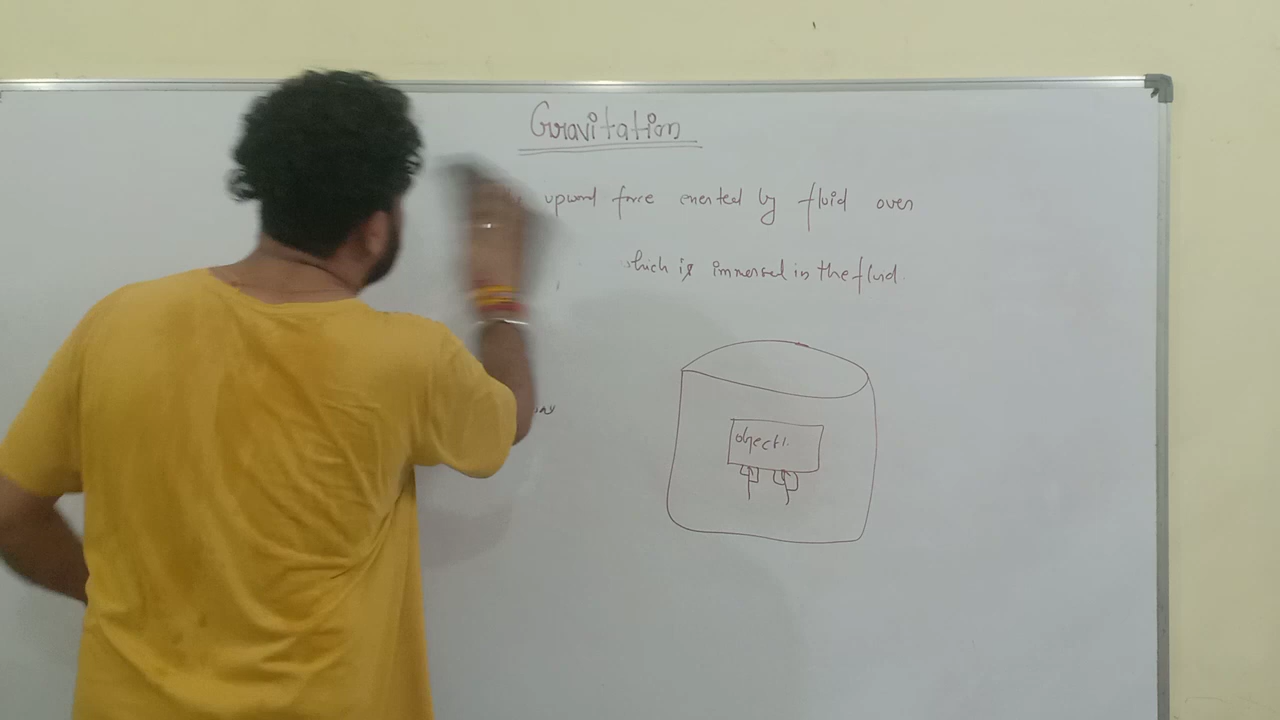 Gravitation
upward force exerted by fluid over
which is immersed in the fluid
object